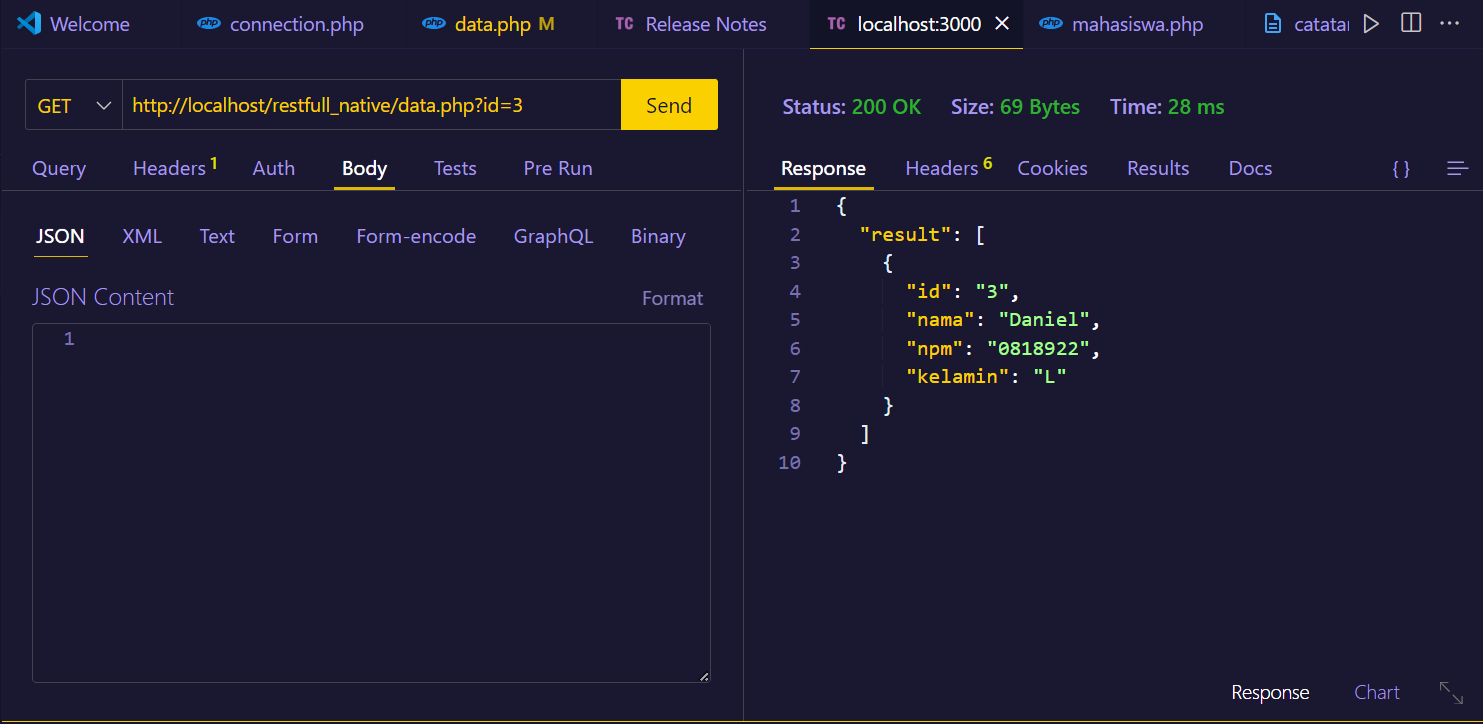 Welcome connection.php data.php M TC Release Notes TC localhost:3000 mahasiswa.php
GET http://localhost/restfull_native/data.php?id=3 Send
Query Headers 1 Auth Body Tests Pre Run
JSON XML Text Form Form-encode GraphQL Binary
JSON Content Format
1
Status: 200 OK Size: 69 Bytes Time: 28 ms
Response Headers 6 Cookies Results Docs { }
1 {
2 "result": [
3 {
4 "id": "3",
5 "nama": "Daniel",
6 "npm": "0818922",
7 "kelamin": "L"
8 }
9 ]
10 }
Response Chart